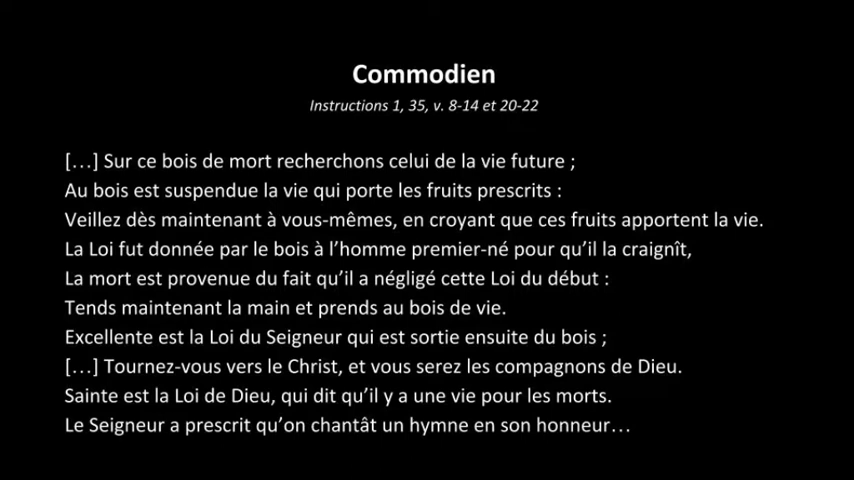 Commodien
Instructions 1, 35, v. 8-14 et 20-22
[…] Sur ce bois de mort recherchons celui de la vie future ;
Au bois est suspendue la vie qui porte les fruits prescrits :
Veillez dès maintenant à vous-mêmes, en croyant que ces fruits apportent la vie.
La Loi fut donnée par le bois à l’homme premier-né pour qu’il la craignît,
La mort est provenue du fait qu’il a négligé cette Loi du début :
Tends maintenant la main et prends au bois de vie.
Excellente est la Loi du Seigneur qui est sortie ensuite du bois ;
[…] Tournez-vous vers le Christ, et vous serez les compagnons de Dieu.
Sainte est la Loi de Dieu, qui dit qu’il y a une vie pour les morts.
Le Seigneur a prescrit qu’on chantât un hymne en son honneur…